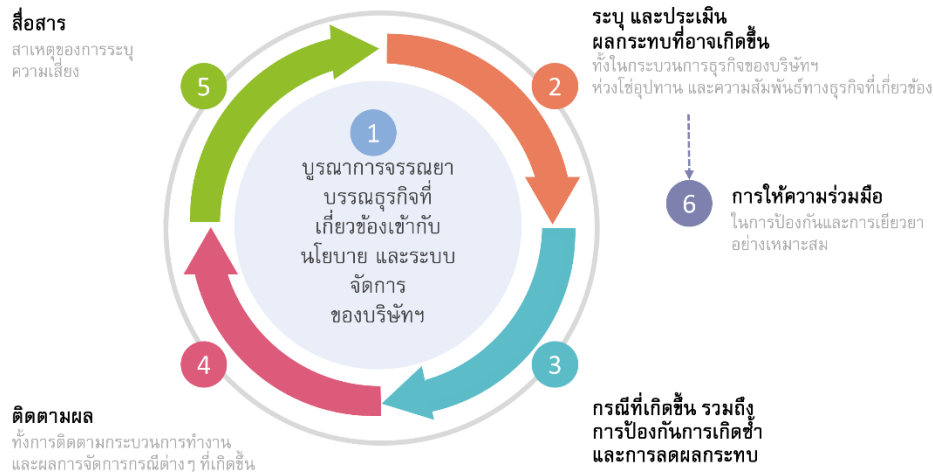 1
บูรณาการจรรณยา
บรรณธุรกิจที่
เกี่ยวข้องเข้ากับ
นโยบาย และระบบ
จัดการ
ของบริษัทฯ
2
ระบุ และประเมิน
ผลกระทบที่อาจเกิดขึ้น
ทั้งในกระบวนการธุรกิจของบริษัทฯ
ห่วงโซ่อุปทาน และความสัมพันธ์ทางธุรกิจที่เกี่ยวข้อง
3
กรณีที่เกิดขึ้น รวมถึง
การป้องกันการเกิดซ้ำ
และการลดผลกระทบ
4
ติดตามผล
ทั้งการติดตามกระบวนการทำงาน
และผลการจัดการกรณีต่างๆ ที่เกิดขึ้น
5
สื่อสาร
สาเหตุของการระบุ
ความเสี่ยง
6
การให้ความร่วมมือ
ในการป้องกันและการเยียวยา
อย่างเหมาะสม